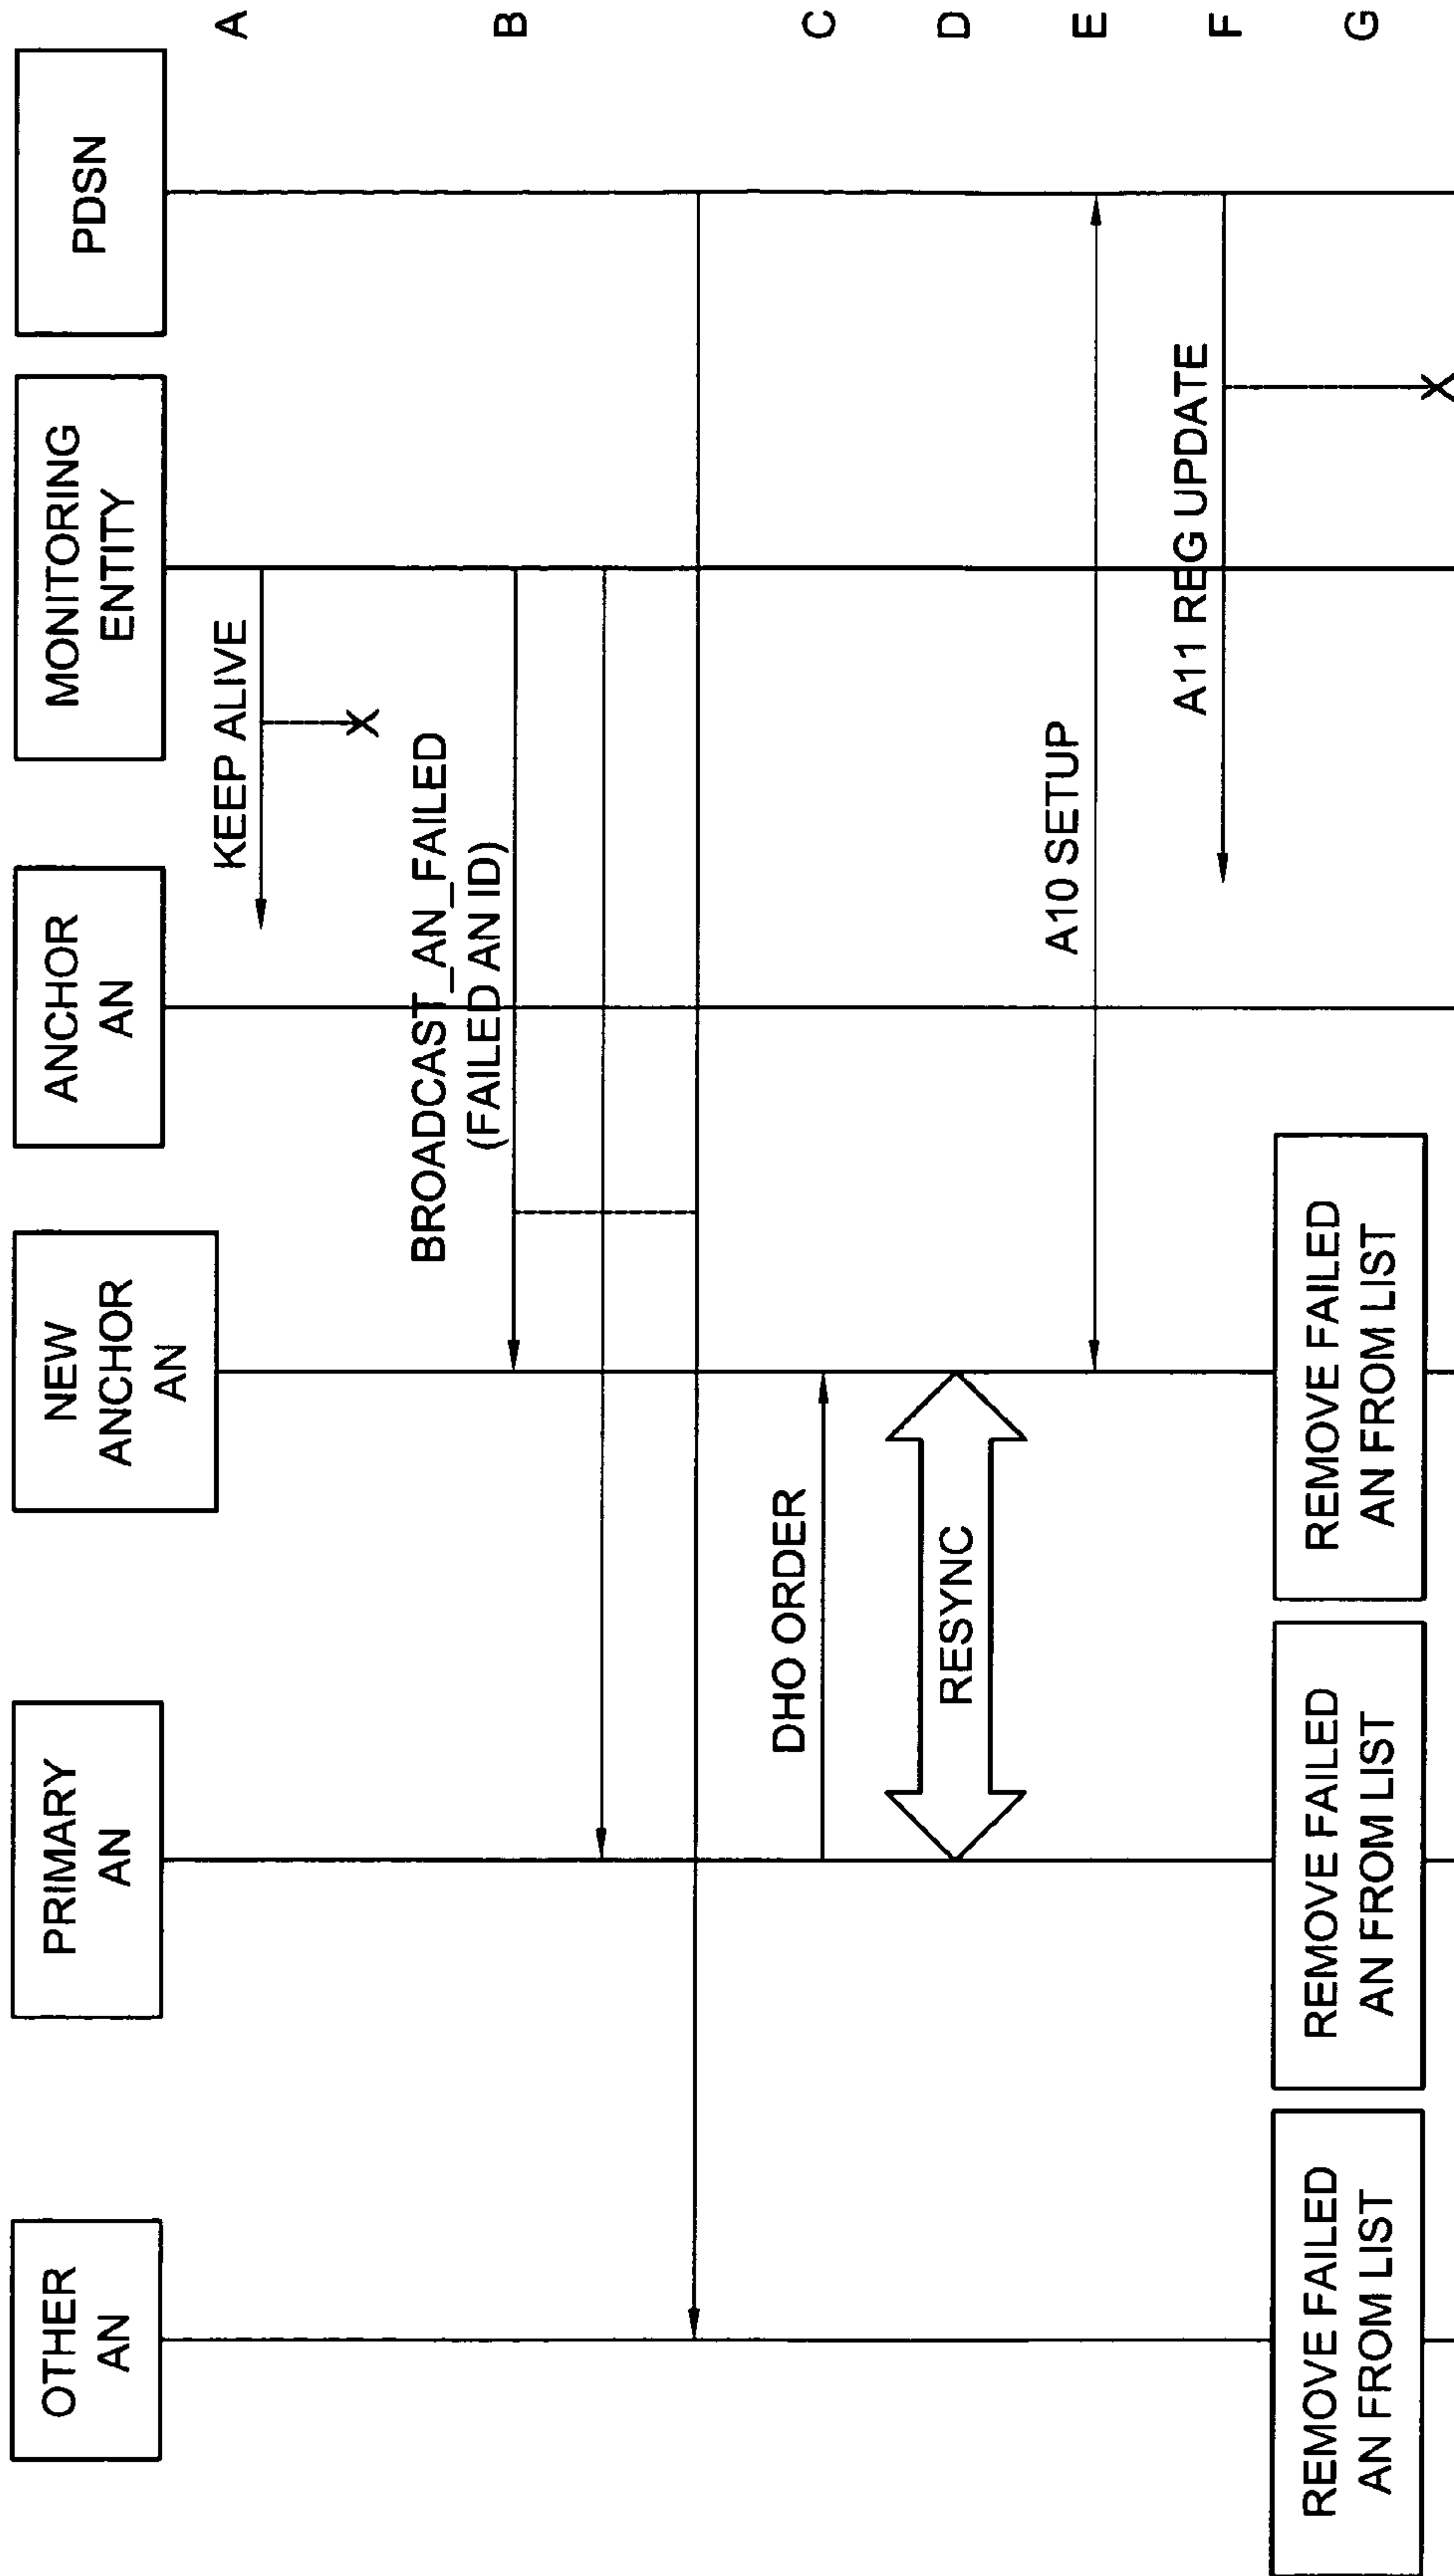 OTHER
AN
PRIMARY
AN
NEW
ANCHOR
AN
ANCHOR
AN
MONITORING
ENTITY
PDSN
KEEP ALIVE
A
BROADCAST_AN_FAILED
(FAILED AN ID)
B
DHO ORDER
C
RESYNC
D
A10 SETUP
E
A11 REG UPDATE
F
REMOVE FAILED
AN FROM LIST
REMOVE FAILED
AN FROM LIST
REMOVE FAILED
AN FROM LIST
G